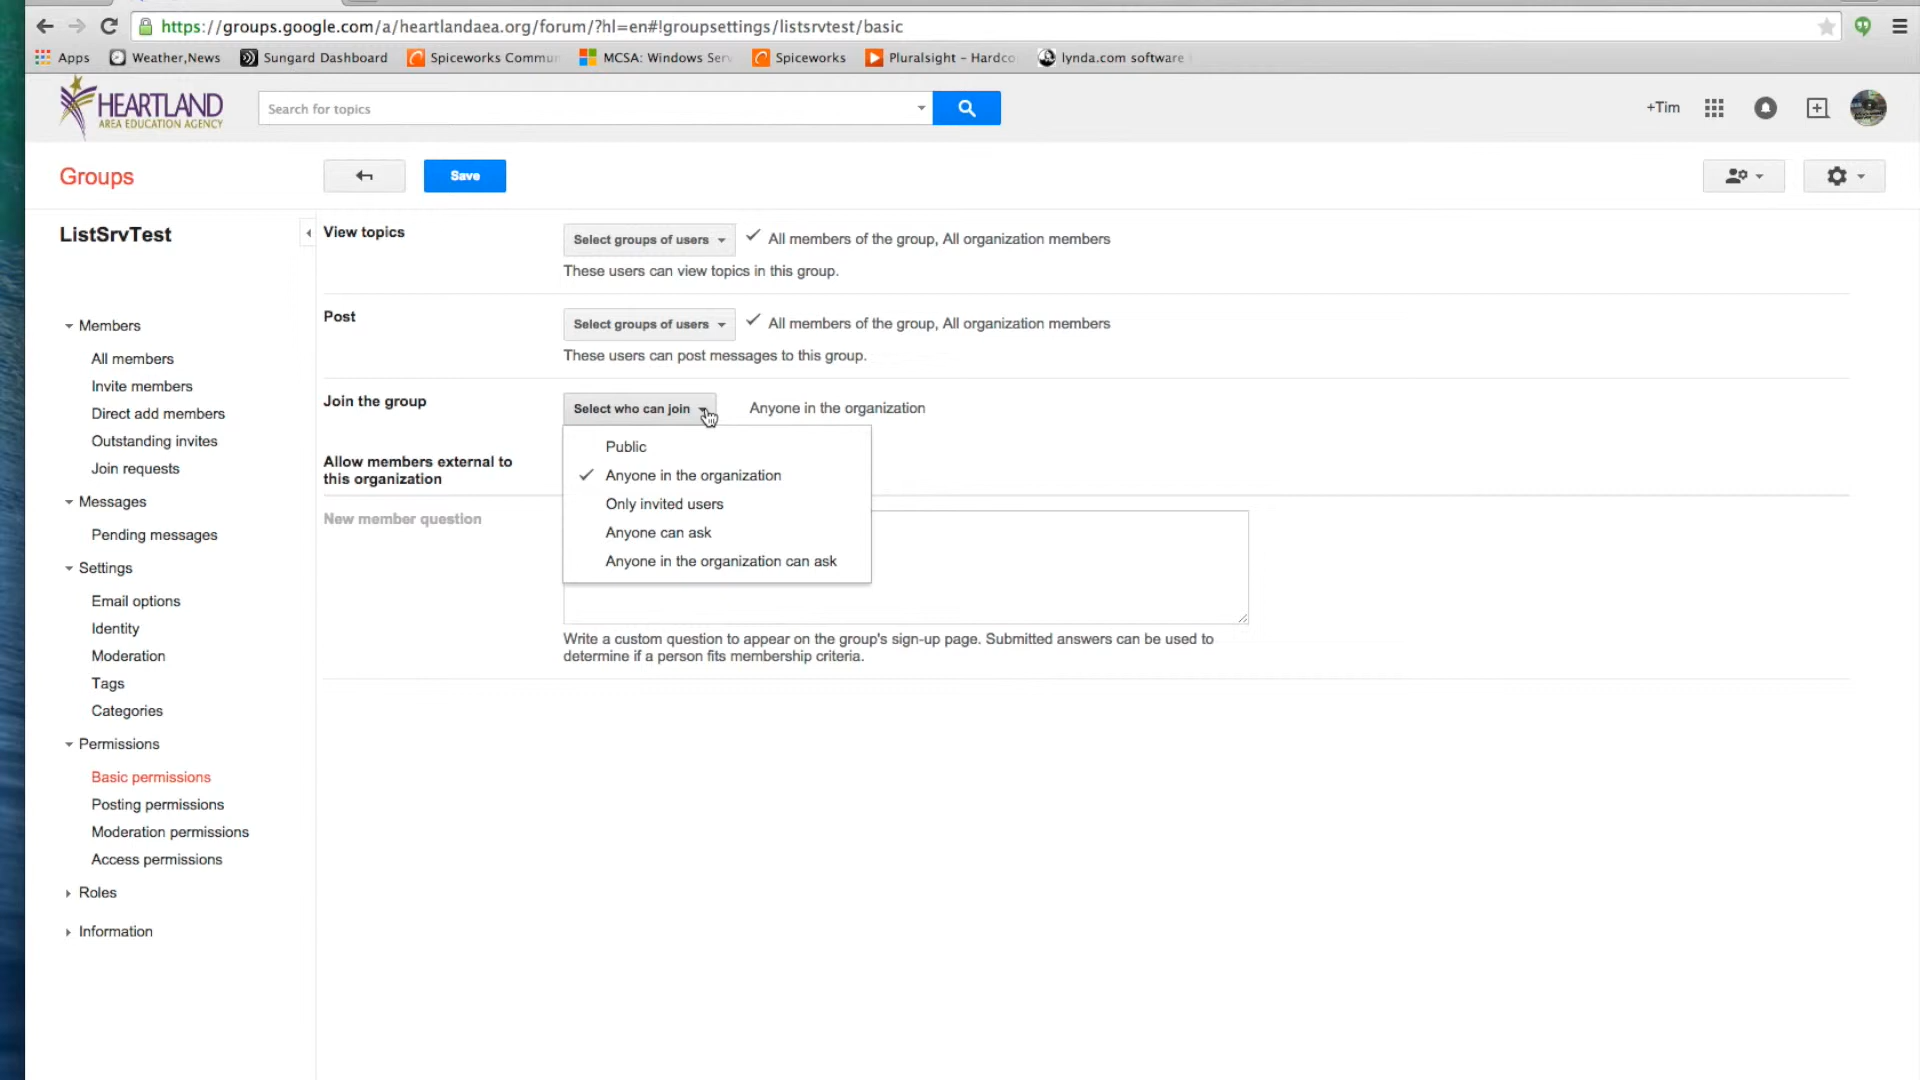 https://groups.google.com/a/heartlandaea.org/forum/?hl=en#!groupsettings/listsrvtest/basic
Apps Weather,News Sungard Dashboard Spiceworks Commun MCSA: Windows Serv Spiceworks Pluralsight – Hardco lynda.com software
HEARTLAND
AREA EDUCATION AGENCY
Search for topics
+Tim
Groups
Save
ListSrvTest
View topics
Select groups of users
All members of the group, All organization members
These users can view topics in this group.
Post
Select groups of users
All members of the group, All organization members
These users can post messages to this group.
Join the group
Select who can join
Anyone in the organization
Public
Anyone in the organization
Only invited users
Anyone can ask
Anyone in the organization can ask
Allow members external to
this organization
New member question
Write a custom question to appear on the group's sign-up page. Submitted answers can be used to
determine if a person fits membership criteria.
Members
All members
Invite members
Direct add members
Outstanding invites
Join requests
Messages
Pending messages
Settings
Email options
Identity
Moderation
Tags
Categories
Permissions
Basic permissions
Posting permissions
Moderation permissions
Access permissions
Roles
Information